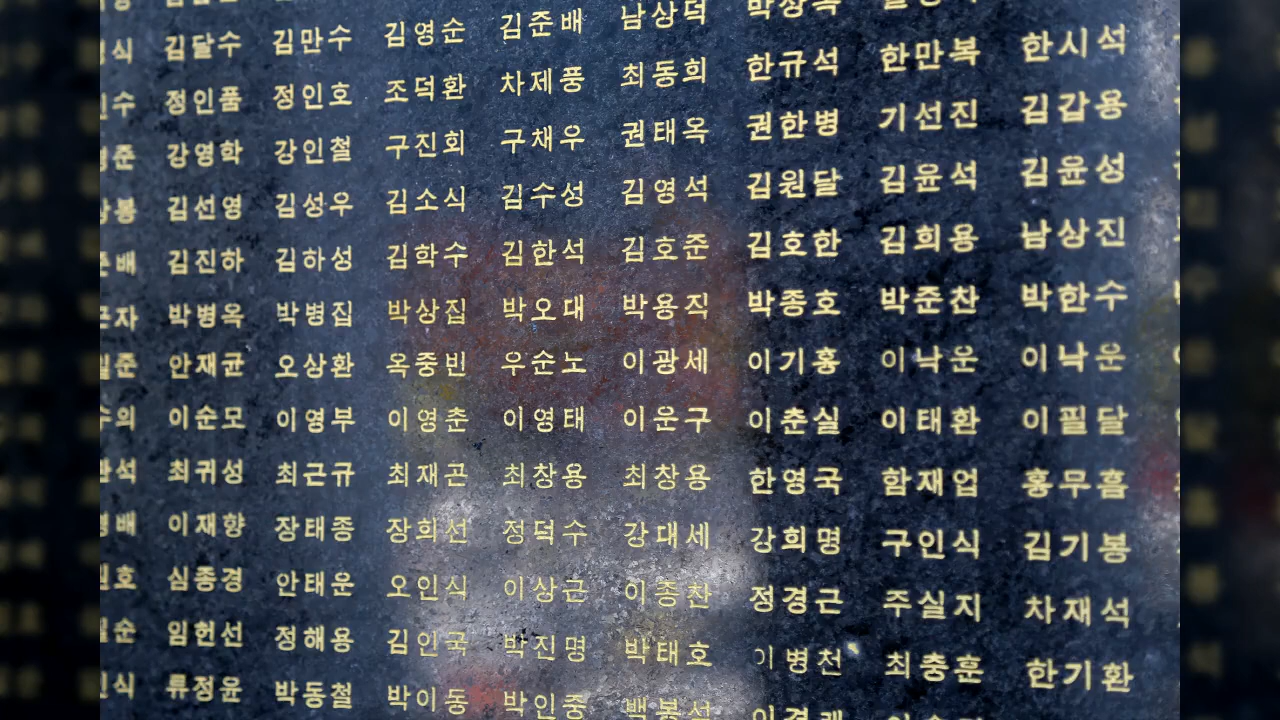 김달수 김만수 김영순 김준배 남상덕
정인품 정인호 조덕환 차제풍 최동희 한규석 한만복 한시석
강영학 강인철 구진회 구채우 권태옥 권한병 기선진 김갑용
김선영 김성우 김소식 김수성 김영석 김원달 김윤석 김윤성
김진하 김하성 김학수 김한석 김호준 김호한 김희용 남상진
박병옥 박병집 박상집 박오대 박용직 박종호 박준찬 박한수
안재균 오상환 옥중빈 우순노 이광세 이기홍 이낙운 이낙운
이순모 이영부 이영춘 이영태 이운구 이춘실 이태환 이필달
최귀성 최근규 최재곤 최창용 최창용 한영국 함재업 홍무흠
이재향 장태종 장희선 정덕수 강대세 강희명 구인식 김기봉
심종경 안태운 오인식 이상근 이종찬 정경근 주실지 차재석
임헌선 정해용 김인국 박진명 박태호 이병천 최충훈 한기환
류정윤 박동철 박이동 박인중 백봉석